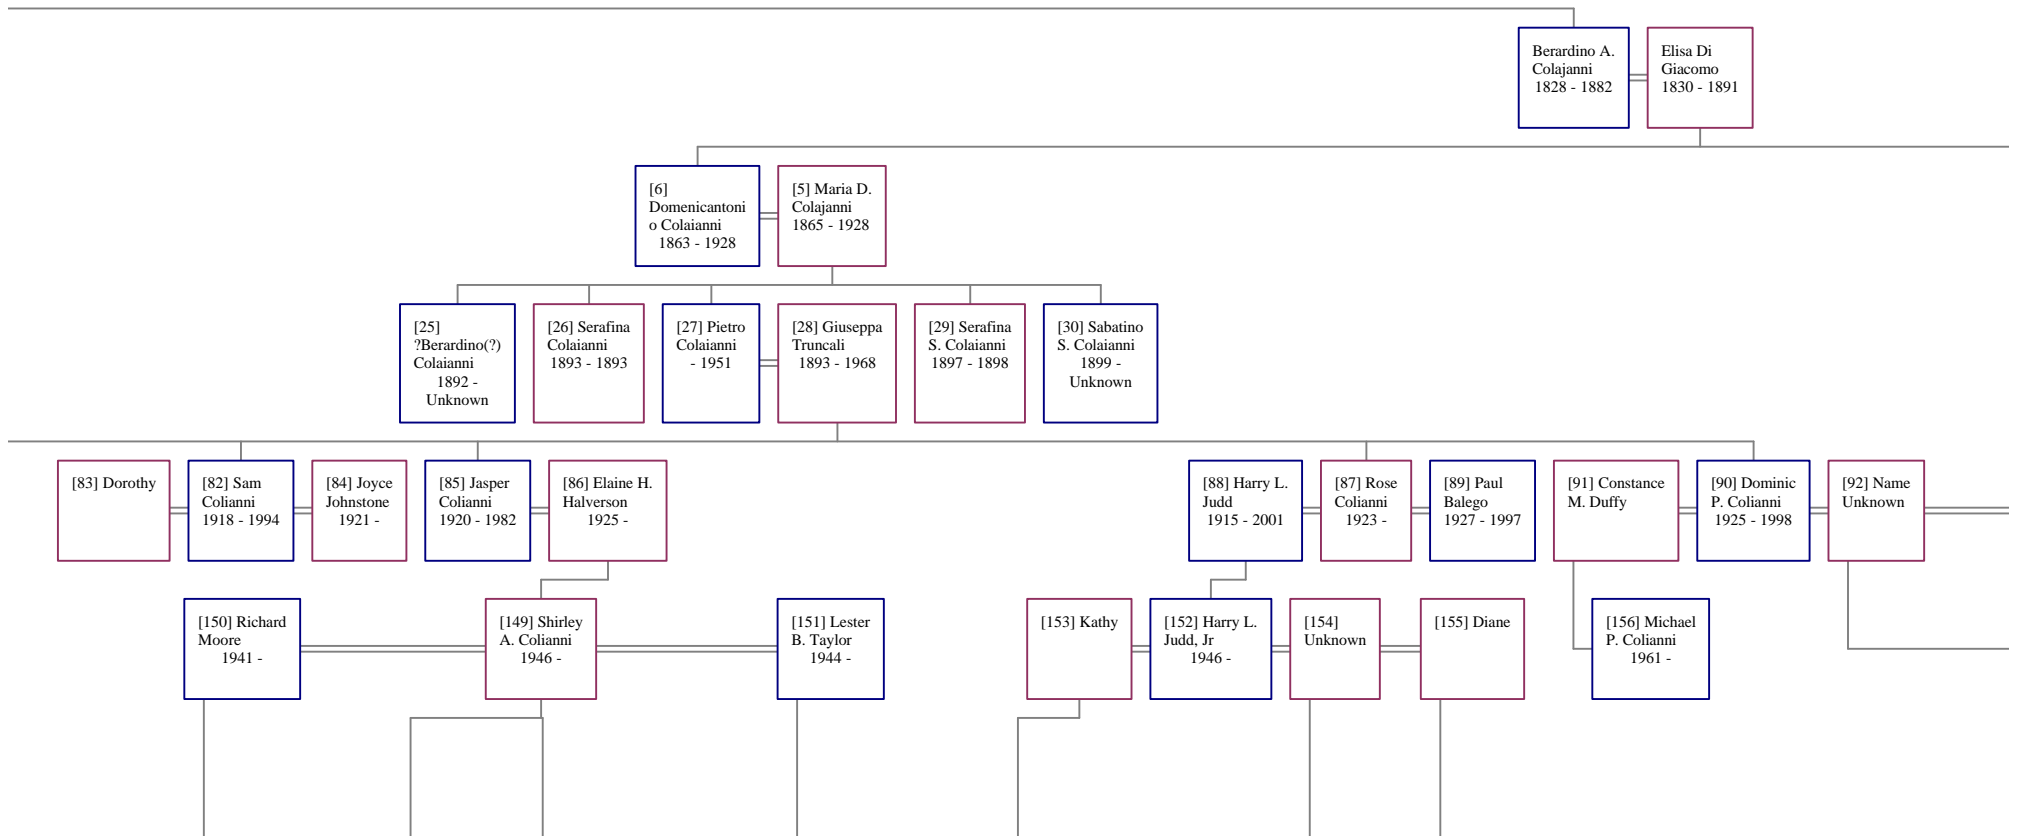 Berardino A.
Colajanni
1828 - 1882
Elisa Di
Giacomo
1830 - 1891
[6]
Domenicantoni
o Colaianni
1863 - 1928
[5] Maria D.
Colajanni
1865 - 1928
[25]
?Berardino(?)
Colaianni
1892 -
Unknown
[26] Serafina
Colaianni
1893 - 1893
[27] Pietro
Colaianni
- 1951
[28] Giuseppa
Truncali
1893 - 1968
[29] Serafina
S. Colaianni
1897 - 1898
[30] Sabatino
S. Colaianni
1899 -
Unknown
[83] Dorothy
[82] Sam
Colianni
1918 - 1994
[84] Joyce
Johnstone
1921 -
[85] Jasper
Colianni
1920 - 1982
[86] Elaine H.
Halverson
1925 -
[88] Harry L.
Judd
1915 - 2001
[87] Rose
Colianni
1923 -
[89] Paul
Balego
1927 - 1997
[91] Constance
M. Duffy
[90] Dominic
P. Colianni
1925 - 1998
[92] Name
Unknown
[150] Richard
Moore
1941 -
[149] Shirley
A. Colianni
1946 -
[151] Lester
B. Taylor
1944 -
[153] Kathy
[152] Harry L.
Judd, Jr
1946 -
[154]
Unknown
[155] Diane
[156] Michael
P. Colianni
1961 -